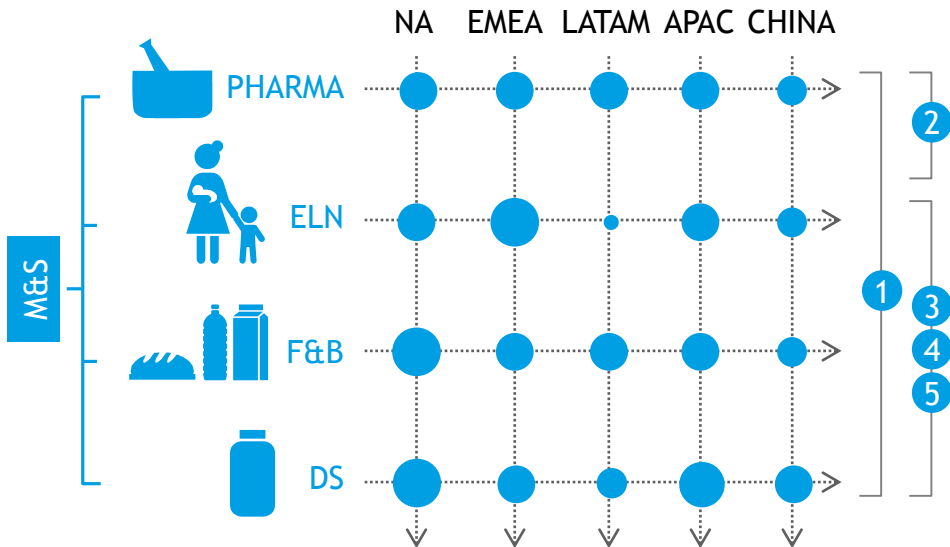 NA EMEA LATAM APAC CHINA
PHARMA
2
ELN
M&S
1
3
F&B
4
5
DS